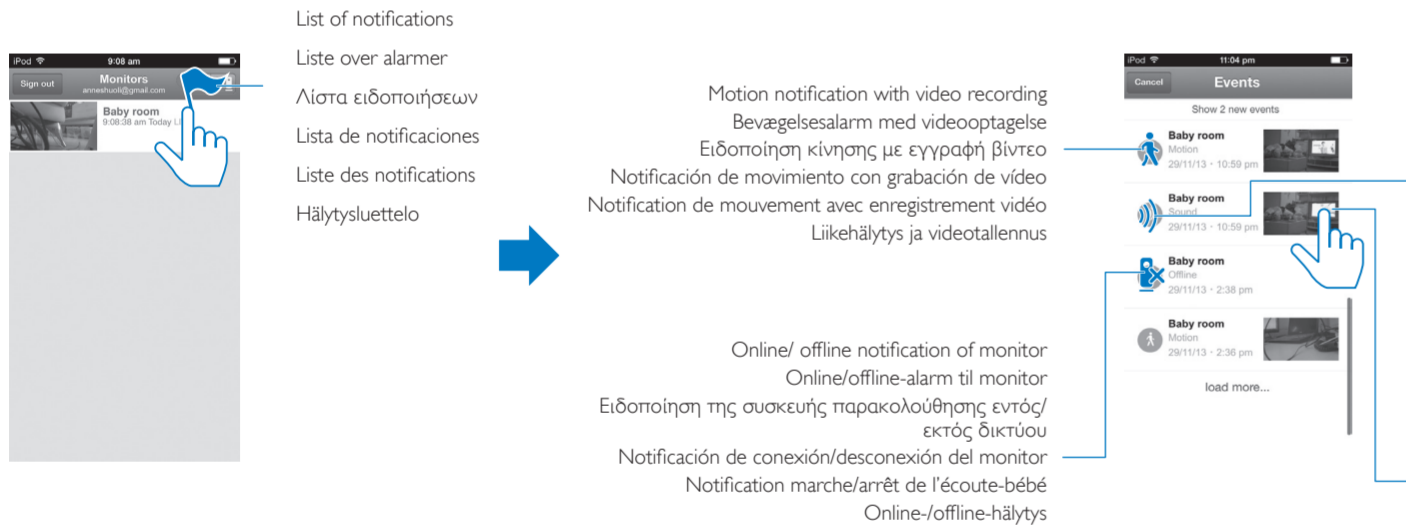 List of notifications
Liste over alarmer
Λίστα ειδοποιήσεων
Lista de notificaciones
Liste des notifications
Hälytysluettelo
iPod 9:08 am
Sign out
Monitors
anneshuoli@gmail.com
Baby room
9:08:38 am Today
Motion notification with video recording
Bevægelsesalarm med videooptagelse
Ειδοποίηση κίνησης με εγγραφή βίντεο
Notificación de movimiento con grabación de vídeo
Notification de mouvement avec enregistrement vidéo
Liikehälytys ja videotallennus
Online/ offline notification of monitor
Online/offline-alarm til monitor
Ειδοποίηση της συσκευής παρακολούθησης εντός/
εκτός δικτύου
Notificación de conexión/desconexión del monitor
Notification marche/arrêt de l'écoute-bébé
Online-/offline-hälytys
iPod 11:04 pm
Cancel Events
Show 2 new events
Baby room
Motion
29/11/13 · 10:59 pm
Baby room
Sound
29/11/13 · 10:59 pm
Baby room
Offline
29/11/13 · 2:38 pm
Baby room
Motion
29/11/13 · 2:36 pm
load more...